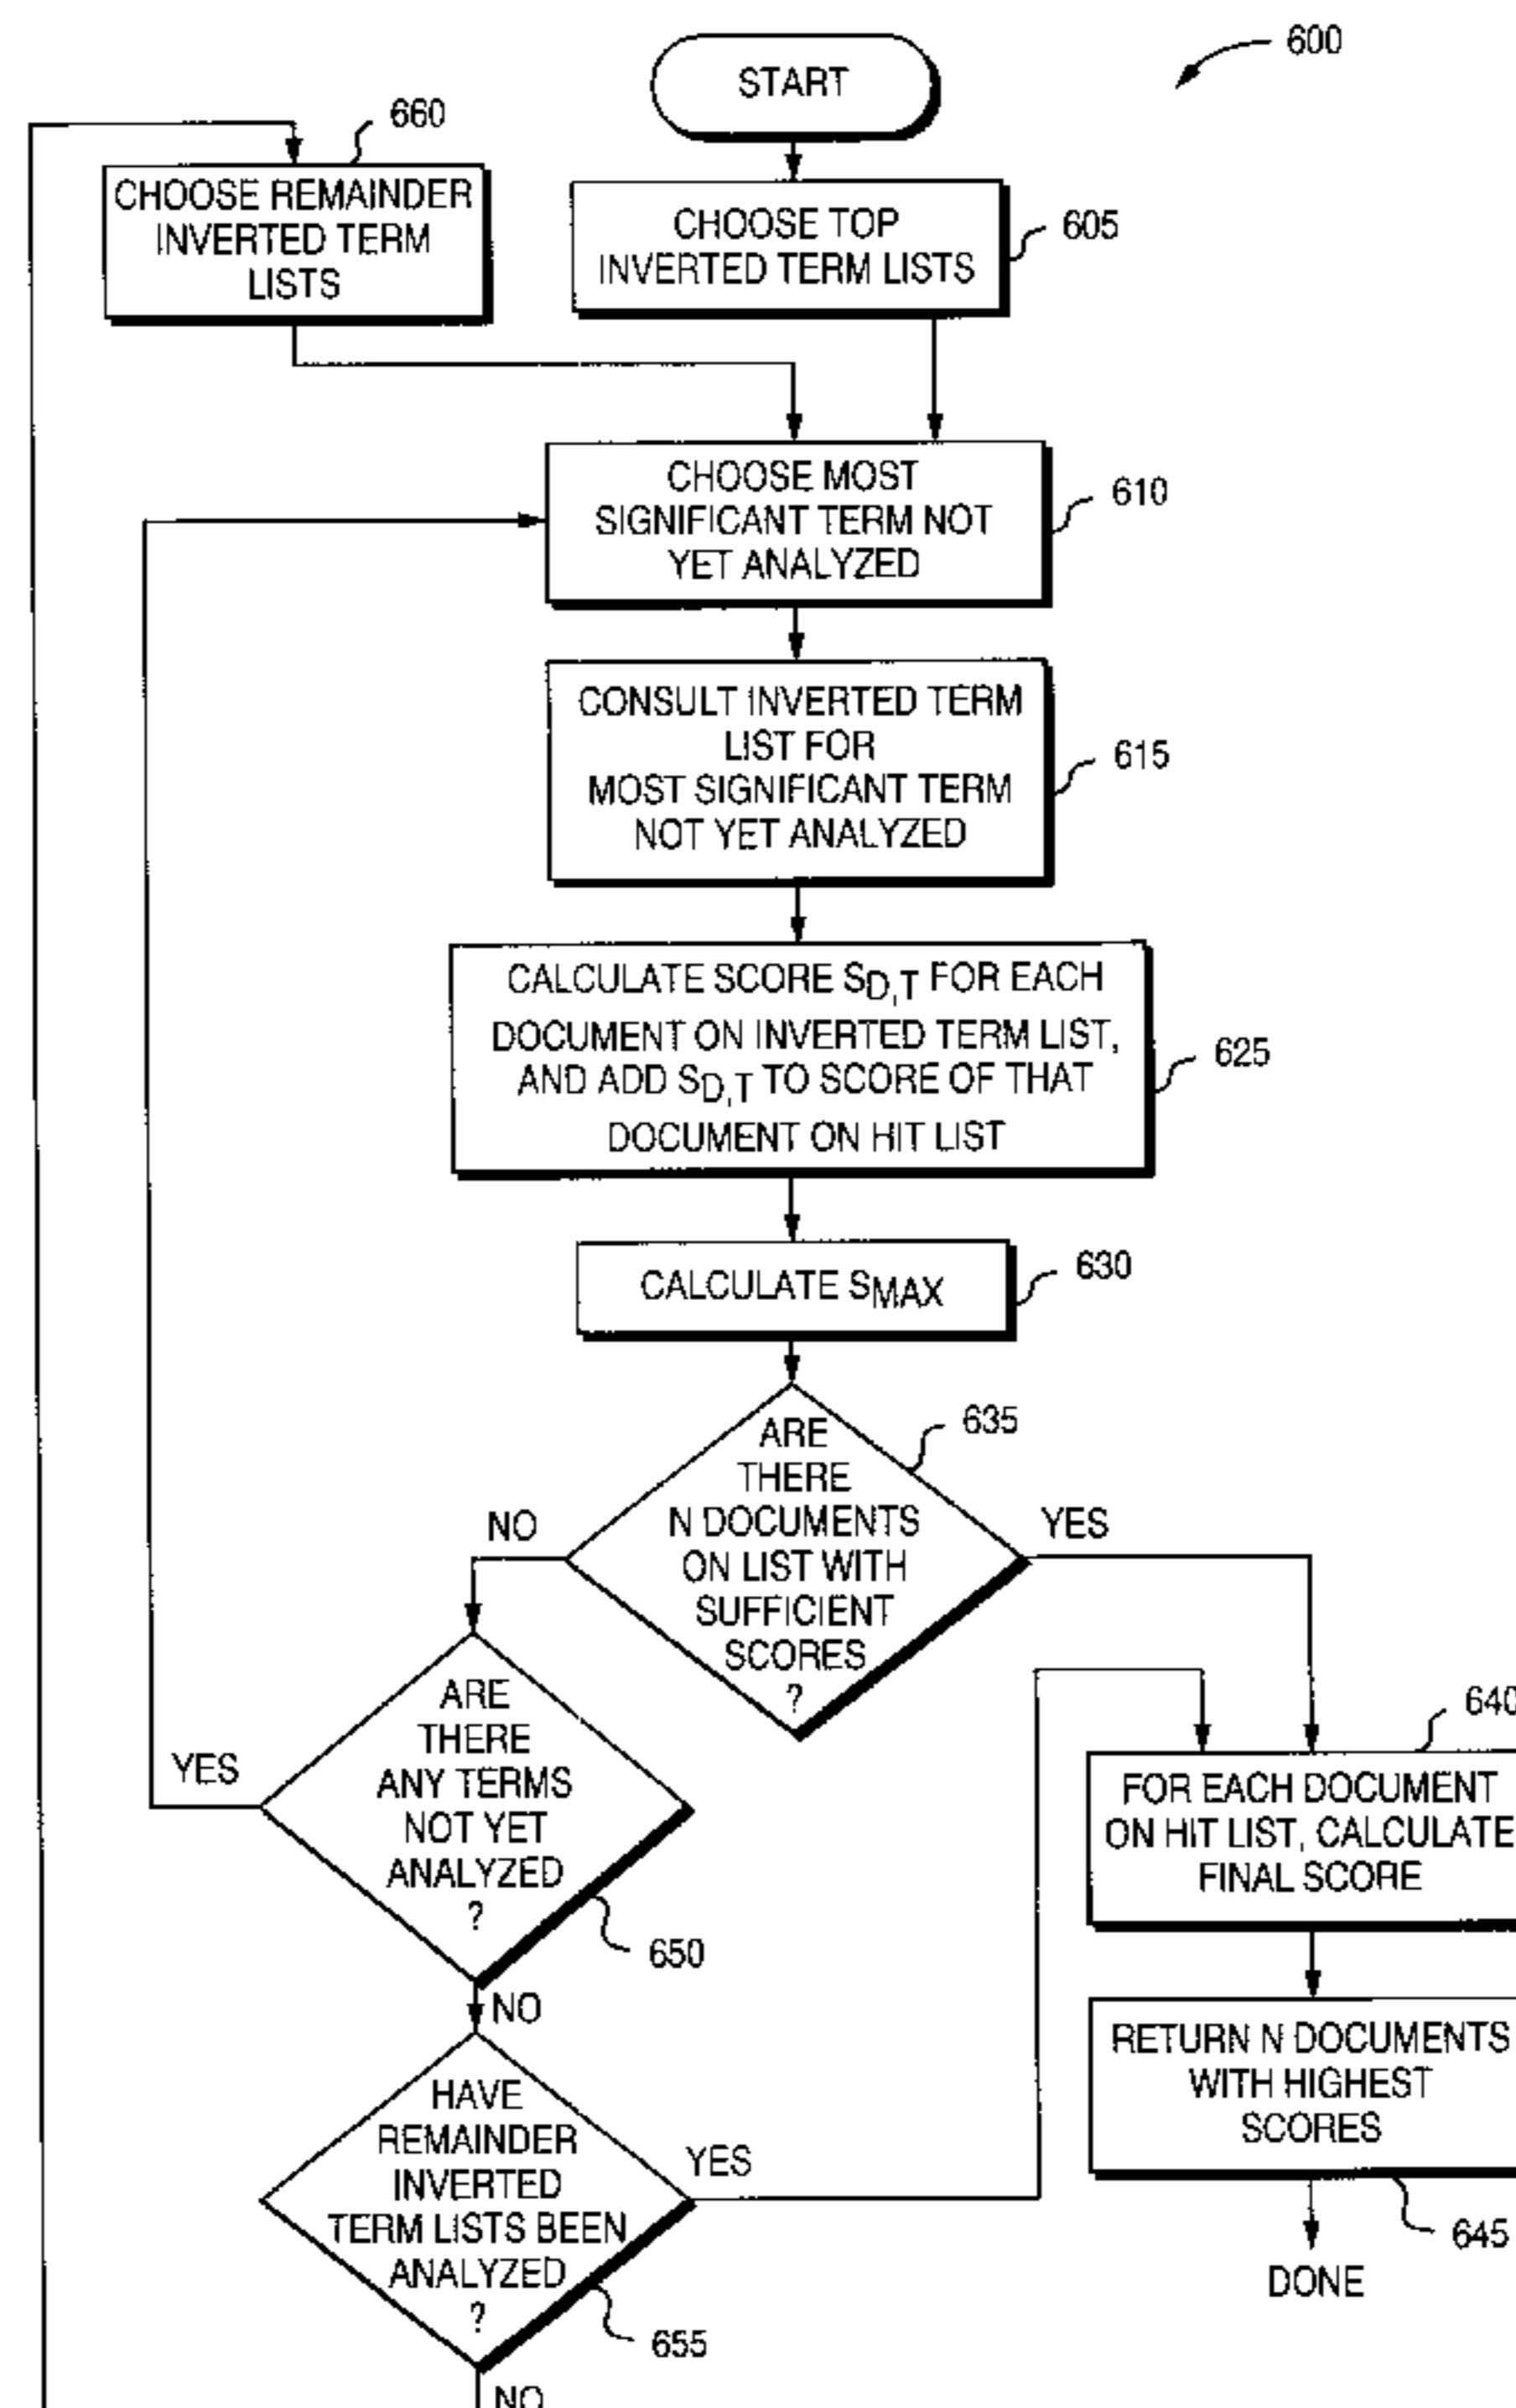 600
START
660
CHOOSE REMAINDER
INVERTED TERM
LISTS
CHOOSE TOP
INVERTED TERM LISTS
605
CHOOSE MOST
SIGNIFICANT TERM NOT
YET ANALYZED
610
CONSULT INVERTED TERM
LIST FOR
MOST SIGNIFICANT TERM
NOT YET ANALYZED
615
CALCULATE SCORE SD,T FOR EACH
DOCUMENT ON INVERTED TERM LIST,
AND ADD SD,T TO SCORE OF THAT
DOCUMENT ON HIT LIST
625
CALCULATE SMAX
630
ARE
THERE
N DOCUMENTS
ON LIST WITH
SUFFICIENT
SCORES
?
635
NO
YES
ARE
THERE
ANY TERMS
NOT YET
ANALYZED
?
YES
650
NO
640
FOR EACH DOCUMENT
ON HIT LIST, CALCULATE
FINAL SCORE
RETURN N DOCUMENTS
WITH HIGHEST
SCORES
645
DONE
HAVE
REMAINDER
INVERTED
TERM LISTS BEEN
ANALYZED
?
YES
655
NO